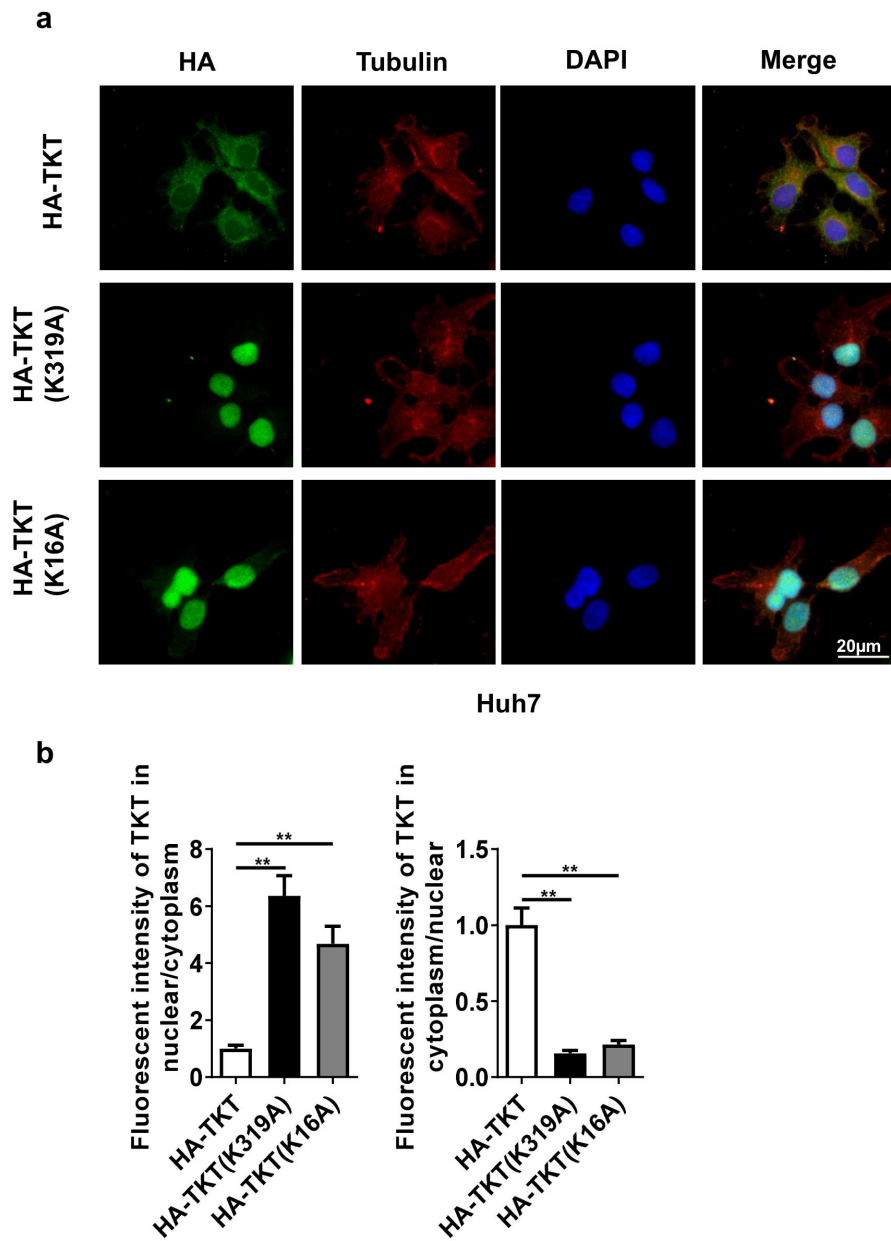 a
HA Tubulin DAPI Merge
HA-TKT
HA-TKT
(K319A)
HA-TKT
(K16A)
20μm
Huh7
b
Fluorescent intensity of TKT in
nuclear/cytoplasm
8
6
4
2
0
**
**
HA-TKT
HA-TKT(K319A)
HA-TKT(K16A)
Fluorescent intensity of TKT in
cytoplasm/nuclear
1.5
1.0
0.5
0.0
**
**
HA-TKT
HA-TKT(K319A)
HA-TKT(K16A)